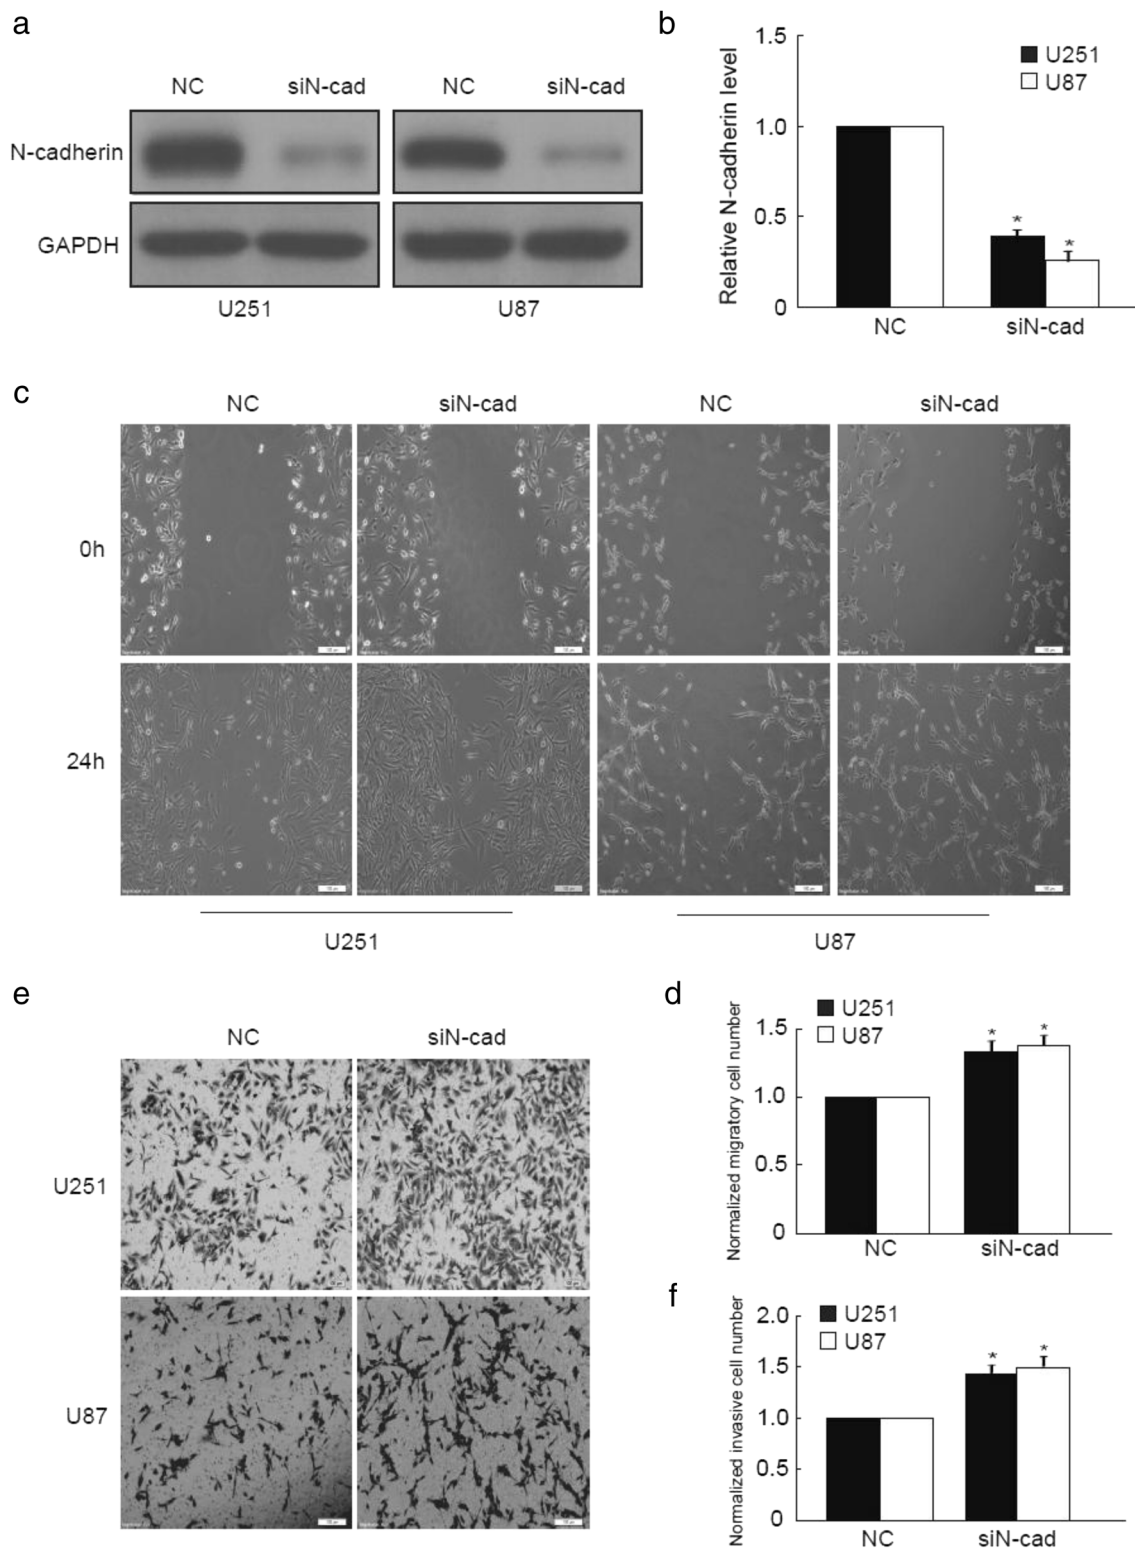 a
NC siN-cad NC siN-cad
N-cadherin
GAPDH
U251 U87
b
Relative N-cadherin level
1.5
1.0
0.5
0
U251
U87
*
*
NC siN-cad
c
NC siN-cad NC siN-cad
0h
24h
U251 U87
e
NC siN-cad
U251
U87
d
Normalized migratory cell number
U251
U87
1.5
1.0
0.5
0
*
*
NC siN-cad
f
Normalized invasive cell number
U251
U87
2.0
1.5
1.0
0.5
0
*
*
NC siN-cad